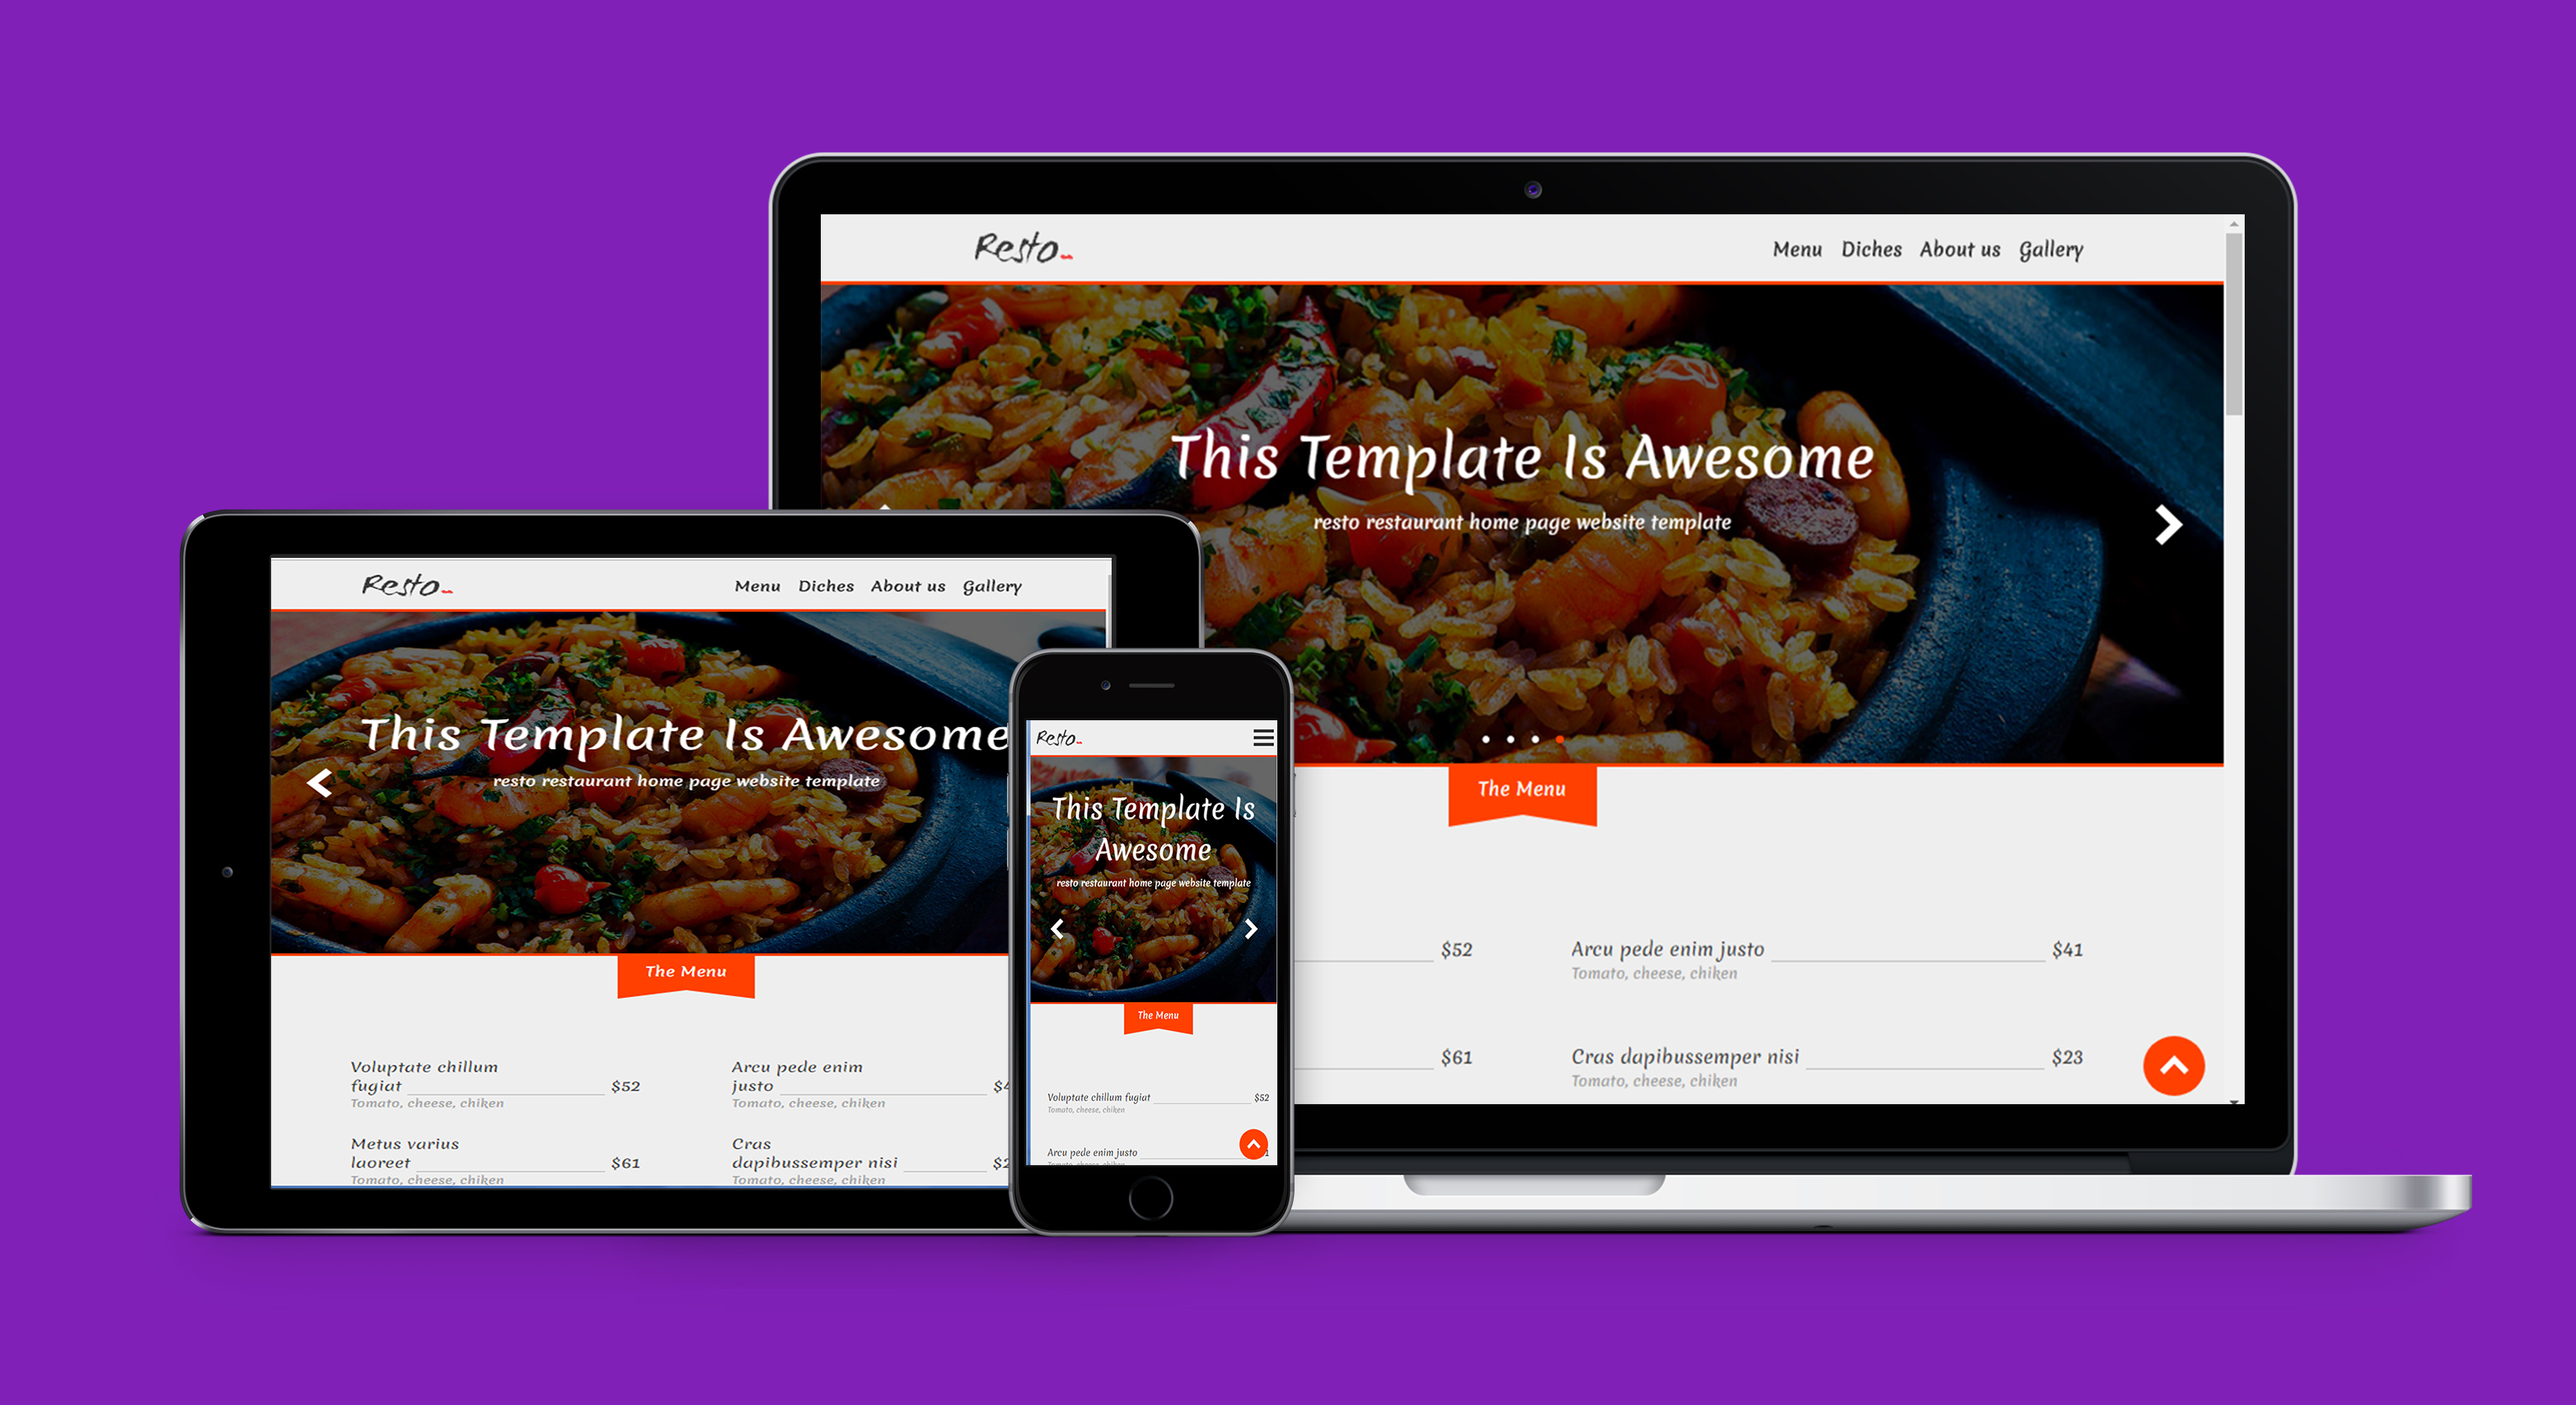 Resto
Menu Diches About us Gallery
This Template Is Awesome
resto restaurant home page website template
The Menu
$52
Arcu pede enim justo $41
Tomato, cheese, chiken
$61
Cras dapibussemper nisi $23
Tomato, cheese, chiken
Resto
Menu Diches About us Gallery
This Template Is Awesome
resto restaurant home page website template
The Menu
Voluptate chillum
fugiat $52
Tomato, cheese, chiken
Arcu pede enim
justo
Tomato, cheese, chiken
Metus varius
laoreet $61
Tomato, cheese, chiken
Cras
dapibussemper nisi
Tomato, cheese, chiken
Resto
This Template Is
Awesome
resto restaurant home page website template
The Menu
Voluptate chillum fugiat $52
Tomato, cheese, chiken
Arcu pede enim justo